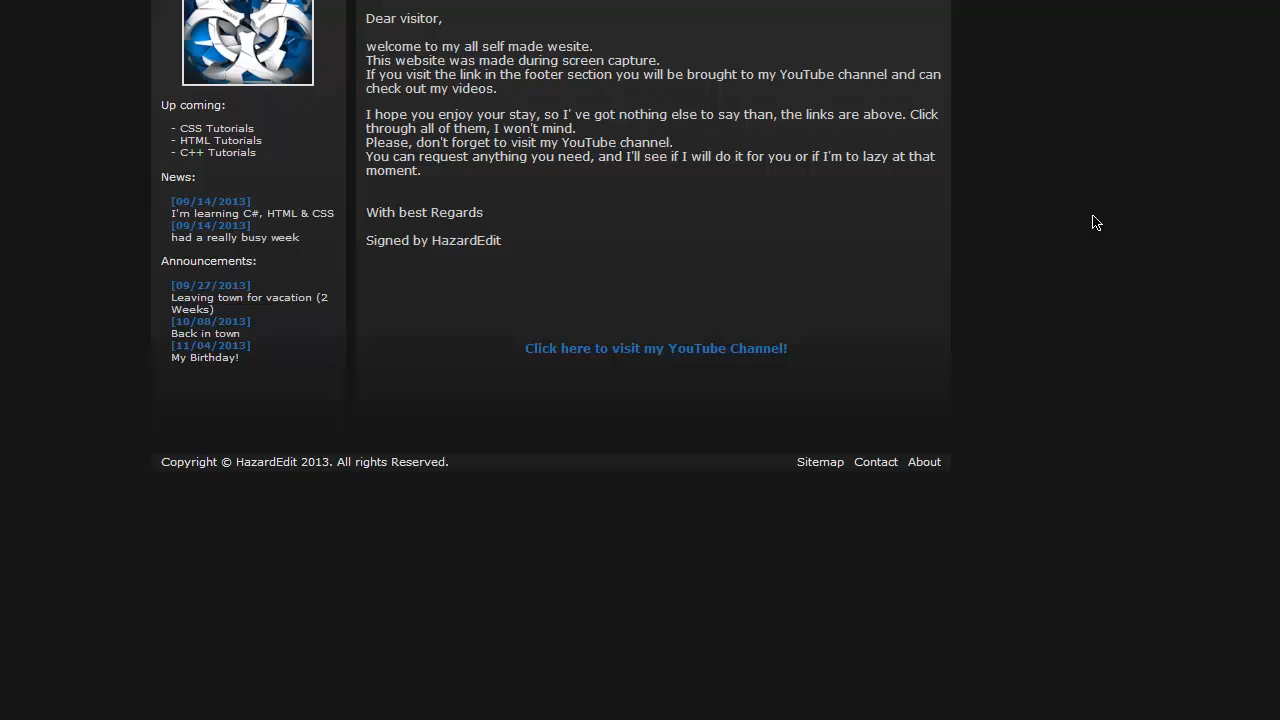 Up coming:
- CSS Tutorials
- HTML Tutorials
- C++ Tutorials
News:
[09/14/2013]
I'm learning C#, HTML & CSS
[09/14/2013]
had a really busy week
Announcements:
[09/27/2013]
Leaving town for vacation (2
Weeks)
[10/08/2013]
Back in town
[11/04/2013]
My Birthday!
Dear visitor,
welcome to my all self made wesite.
This website was made during screen capture.
If you visit the link in the footer section you will be brought to my YouTube channel and can
check out my videos.
I hope you enjoy your stay, so I' ve got nothing else to say than, the links are above. Click
through all of them, I won't mind.
Please, don't forget to visit my YouTube channel.
You can request anything you need, and I'll see if I will do it for you or if I'm to lazy at that
moment.
With best Regards
Signed by HazardEdit
Click here to visit my YouTube Channel!
Copyright © HazardEdit 2013. All rights Reserved.
Sitemap Contact About